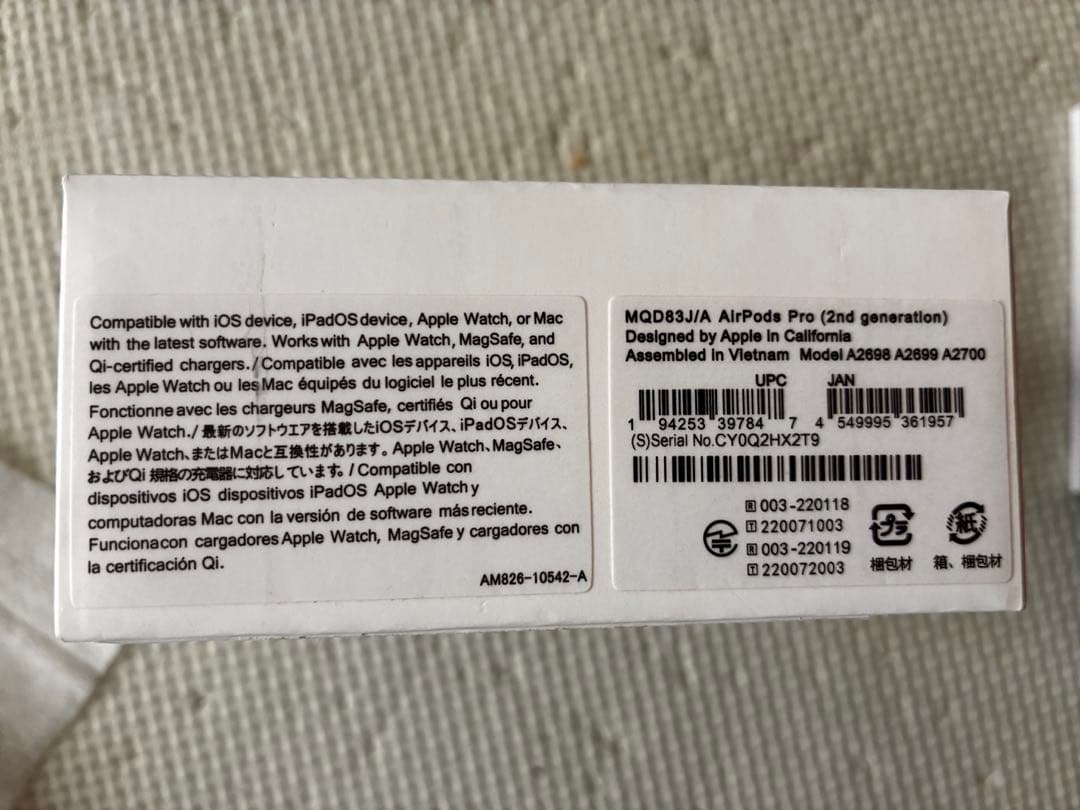 Compatible with iOS device, iPadOS device, Apple Watch, or Mac
with the latest software. Works with Apple Watch, MagSafe, and
Qi-certified chargers./Compatible avec les appareils iOS, iPadOS,
les Apple Watch ou les Mac équipés du logiciel le plus récent.
Fonctionne avec les chargeurs MagSafe, certifiés Qi ou pour
Apple Watch./最新のソフトウエアを搭載したiOSデバイス、iPadOSデバイス、
Apple Watch、またはMacと互換性があります。Apple Watch、MagSafe、
およびQi 規格の充電器に対応しています。/ Compatible con
dispositivos iOS dispositivos iPadOS Apple Watch y
computadoras Mac con la versión de software más reciente.
Funcionacon cargadores Apple Watch, MagSafe y cargadores con
la certificación Qi.
AM826-10542-A
MQD83J/A AirPods Pro (2nd generation)
Designed by Apple in California
Assembled in Vietnam Model A2698 A2699 A2700
UPC JAN
1 94253 39784 7 4 549995 361957
(S)Serial No.CY0Q2HX2T9
R 003-220118
T 220071003
R 003-220119
T 220072003
プラ
梱包材
紙
箱、梱包材